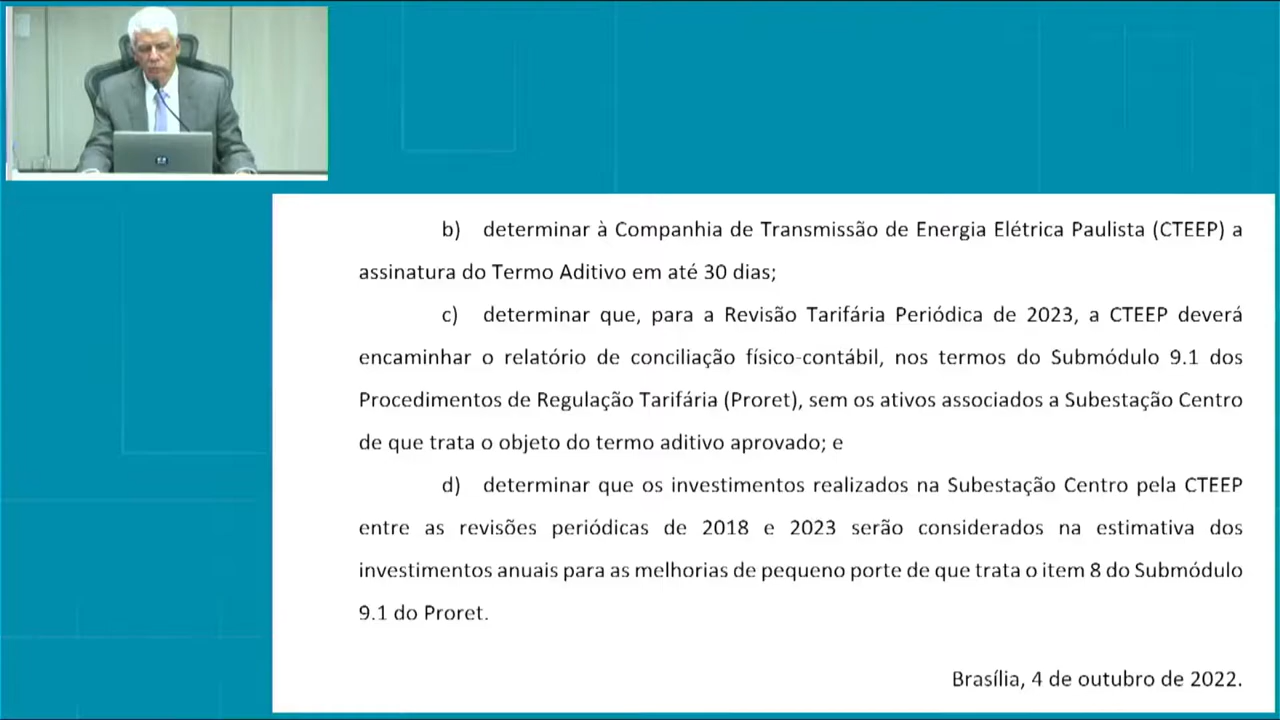 b) determinar à Companhia de Transmissão de Energia Elétrica Paulista (CTEEP) a
assinatura do Termo Aditivo em até 30 dias;
c) determinar que, para a Revisão Tarifária Periódica de 2023, a CTEEP deverá
encaminhar o relatório de conciliação físico-contábil, nos termos do Submódulo 9.1 dos
Procedimentos de Regulação Tarifária (Proret), sem os ativos associados a Subestação Centro
de que trata o objeto do termo aditivo aprovado; e
d) determinar que os investimentos realizados na Subestação Centro pela CTEEP
entre as revisões periódicas de 2018 e 2023 serão considerados na estimativa dos
investimentos anuais para as melhorias de pequeno porte de que trata o item 8 do Submódulo
9.1 do Proret.
Brasília, 4 de outubro de 2022.